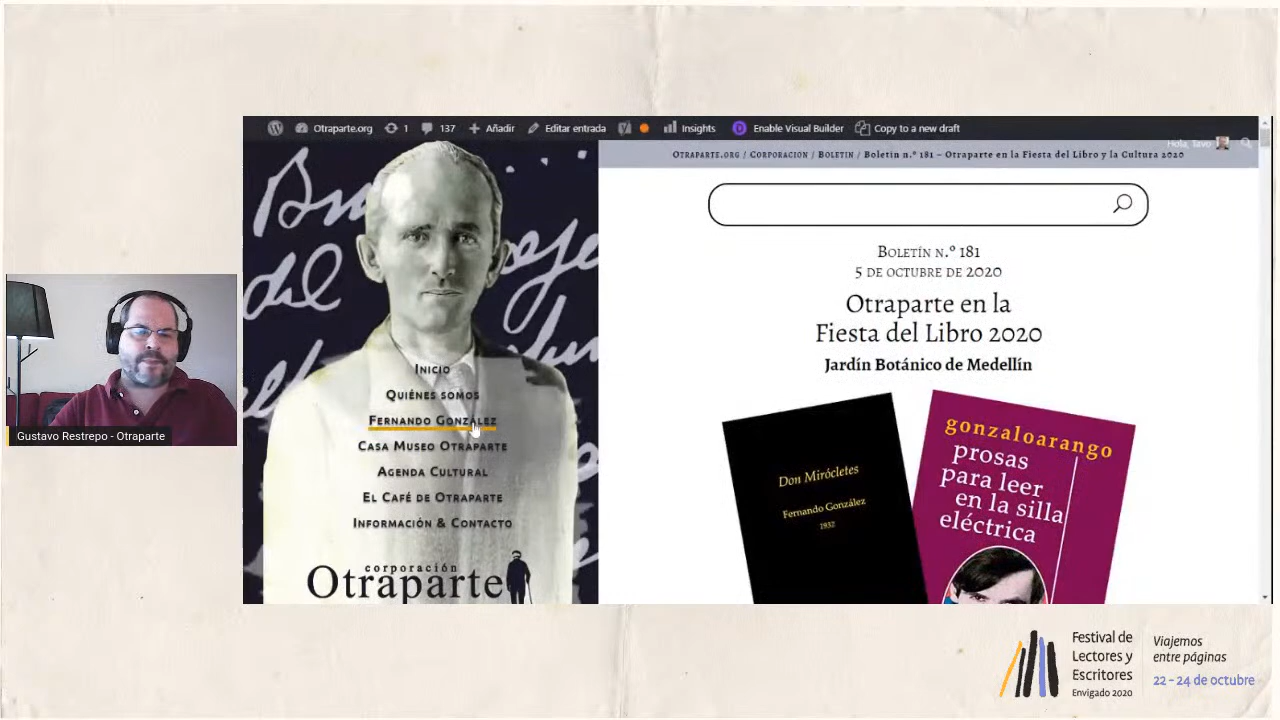 Otraparte.org
1
137
Añadir
Editar entrada
Insights
Enable Visual Builder
Copy to a new draft
Hola, Tavo
Otraparte.org / Corporación / Boletín / Boletín n.º 181 – Otraparte en la Fiesta del Libro y la Cultura 2020
Boletín n.º 181
5 de octubre de 2020
Otraparte en la
Fiesta del Libro 2020
Jardín Botánico de Medellín
Inicio
Quiénes somos
Fernando González
Casa Museo Otraparte
Agenda Cultural
El Café de Otraparte
Información & Contacto
corporación
Otraparte
Don Mirócletes
Fernando González
1932
gonzaloarango
prosas
para leer
en la silla
eléctrica
Gustavo Restrepo - Otraparte
Festival de
Lectores y
Escritores
Envigado 2020
Viajemos
entre páginas
22 - 24 de octubre